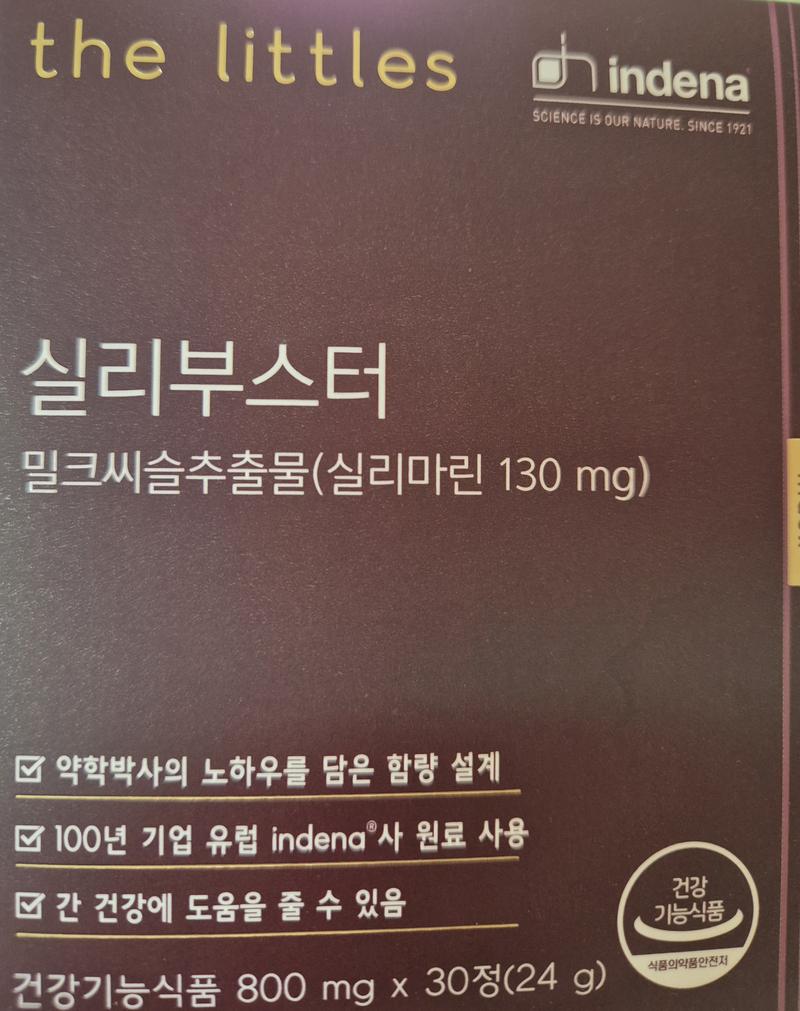 the littles
indena
SCIENCE IS OUR NATURE. SINCE 1921
실리부스터
밀크씨슬추출물(실리마린 130 mg)
약학박사의 노하우를 담은 함량 설계
100년 기업 유럽 indena®사 원료 사용
간 건강에 도움을 줄 수 있음
건강
기능식품
식품의약품안전처
건강기능식품 800 mg x 30정(24 g)